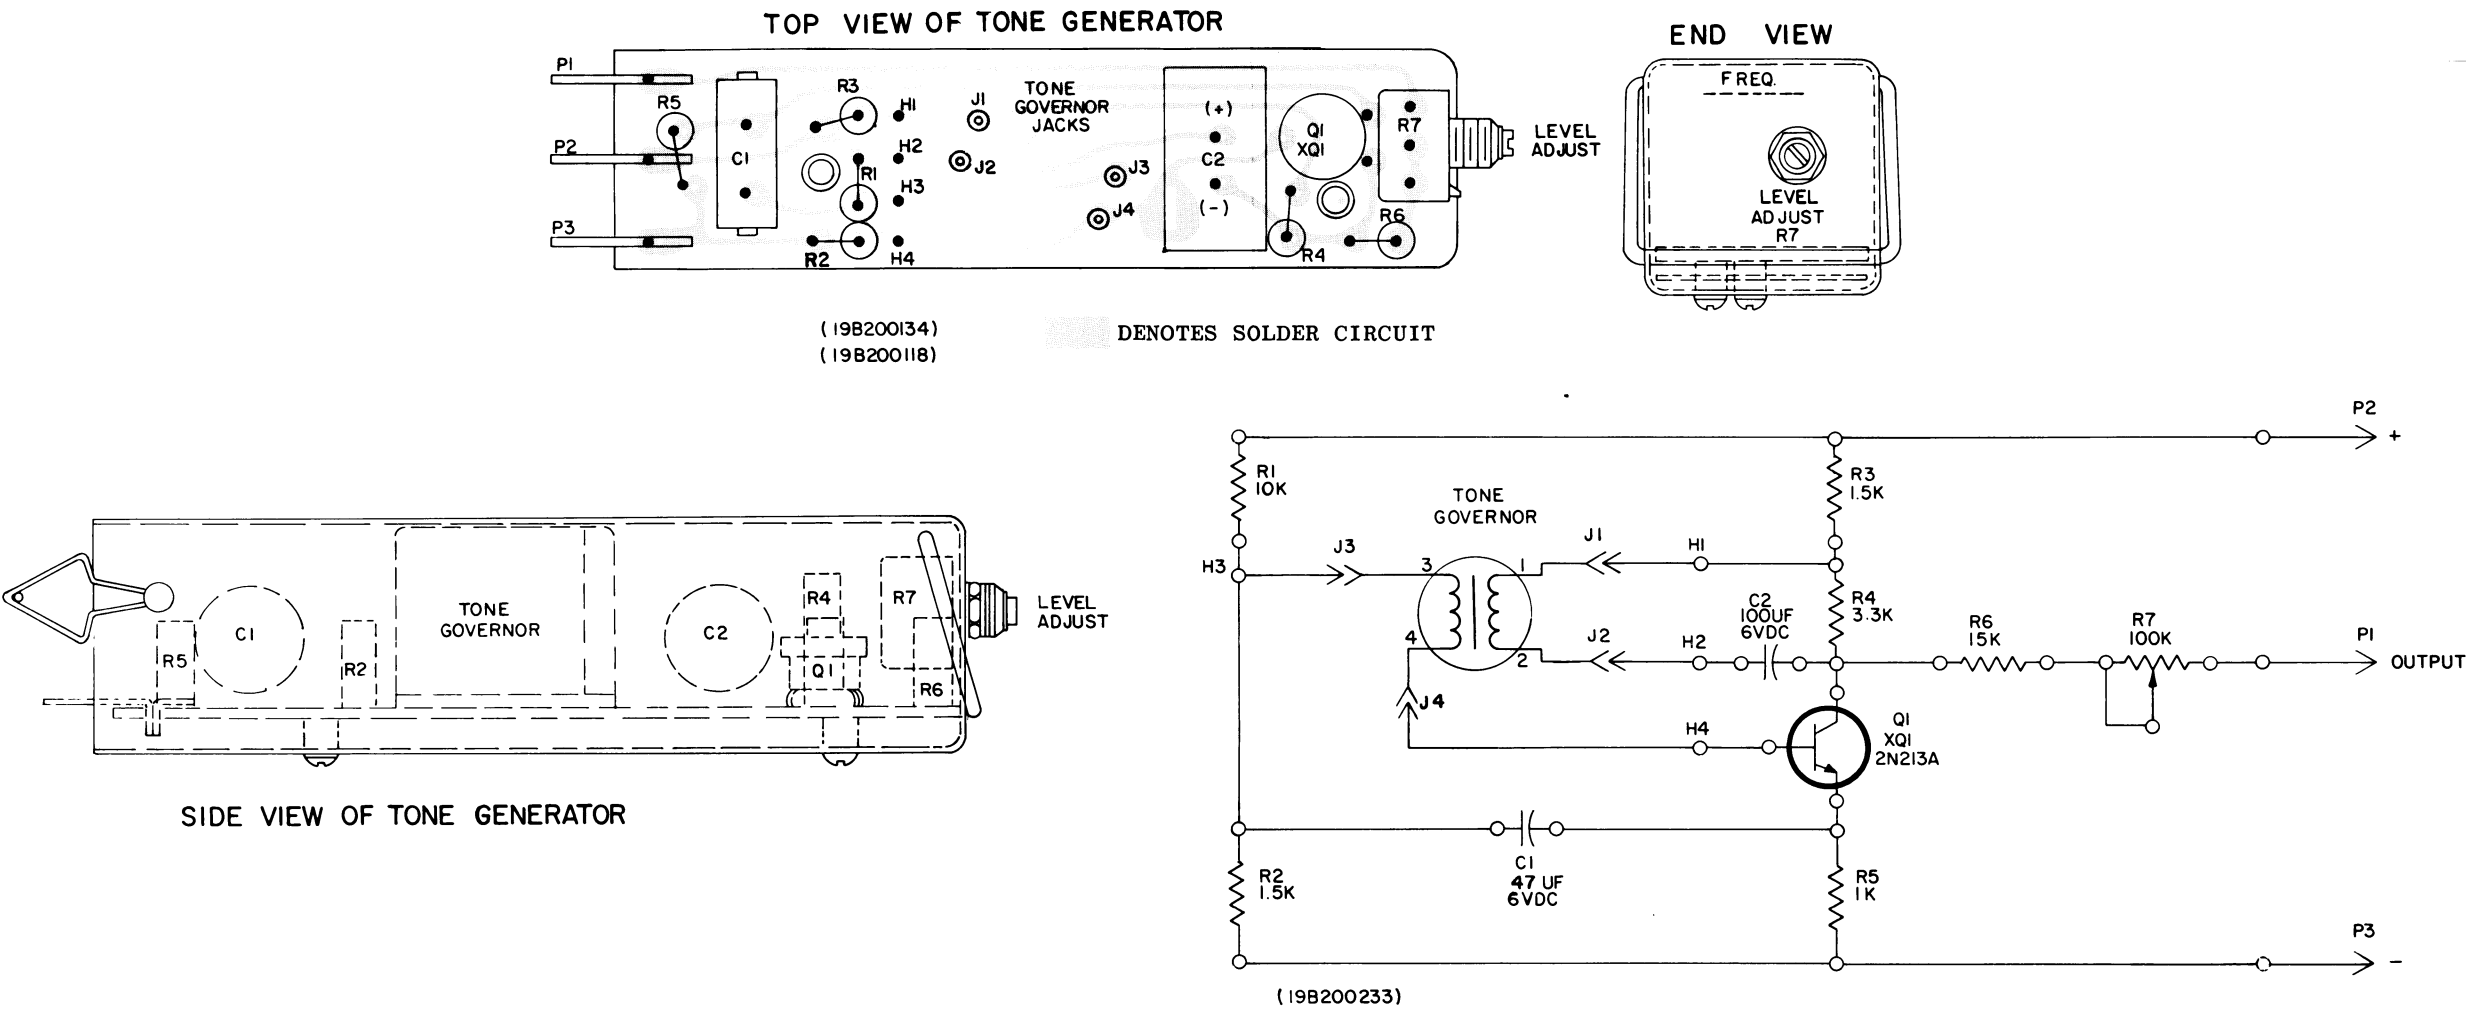 TOP VIEW OF TONE GENERATOR
END VIEW
P1
P2
P3
R5
C1
R3
R1
R2
H1
H2
H3
H4
J1
J2
TONE
GOVERNOR
JACKS
J3
J4
(+)
C2
(-)
Q1
XQ1
R4
R7
R6
LEVEL
ADJUST
FREQ.
LEVEL
ADJUST
R7
(19B200134)
(19B200118)
DENOTES SOLDER CIRCUIT
C1
R5
R2
TONE
GOVERNOR
C2
R4
Q1
R7
R6
LEVEL
ADJUST
SIDE VIEW OF TONE GENERATOR
P2
+
R1
10K
R3
1.5K
TONE
GOVERNOR
J1
H1
H3
J3
3
1
4
2
R4
3.3K
C2
100UF
6VDC
J2
H2
R6
15K
R7
100K
P1
OUTPUT
J4
H4
Q1
XQ1
2N213A
C1
47 UF
6VDC
R2
1.5K
R5
1K
P3
-
(19B200233)